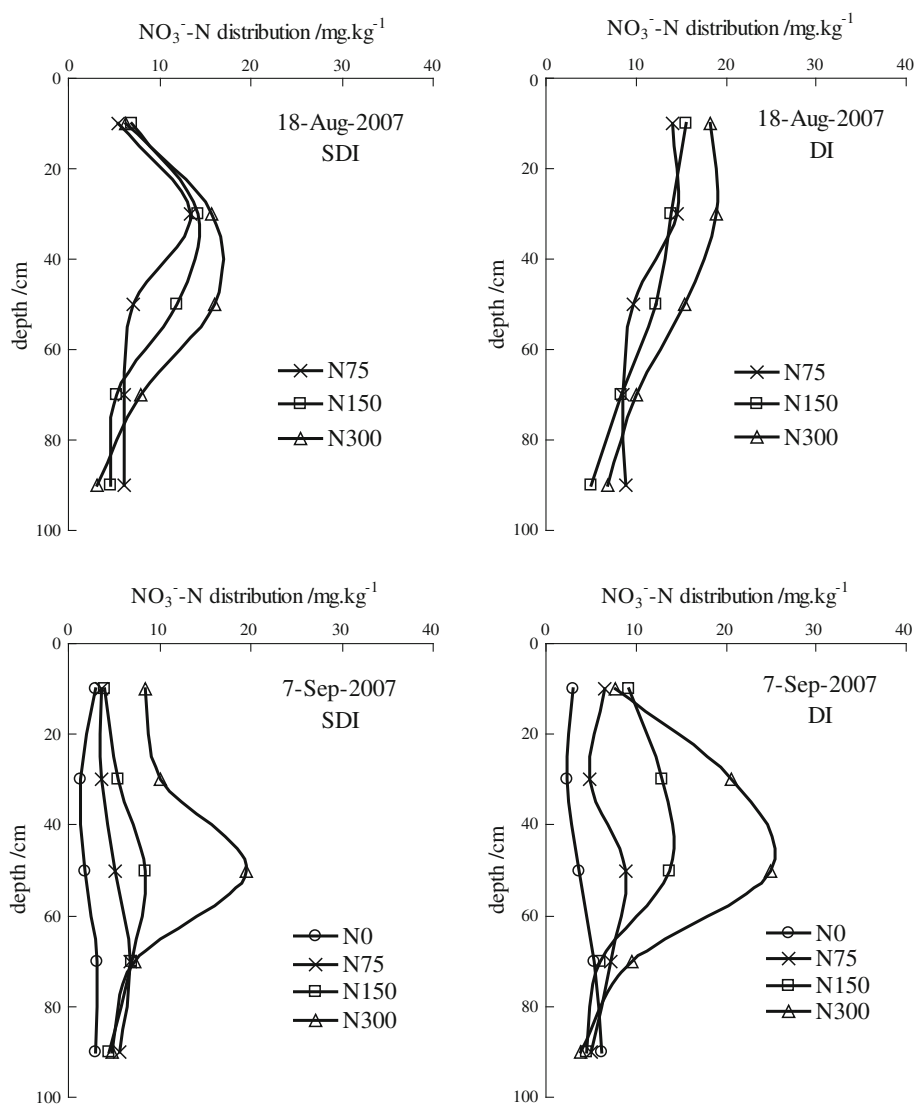 NO₃⁻-N distribution /mg.kg⁻¹
0 10 20 30 40
0
20
40
60
80
100
depth /cm
18-Aug-2007
SDI
N75
N150
N300
NO₃⁻-N distribution /mg.kg⁻¹
0 10 20 30 40
0
20
40
60
80
100
depth /cm
18-Aug-2007
DI
N75
N150
N300
NO₃⁻-N distribution /mg.kg⁻¹
0 10 20 30 40
0
20
40
60
80
100
depth /cm
7-Sep-2007
SDI
N0
N75
N150
N300
NO₃⁻-N distribution /mg.kg⁻¹
0 10 20 30 40
0
20
40
60
80
100
depth /cm
7-Sep-2007
DI
N0
N75
N150
N300